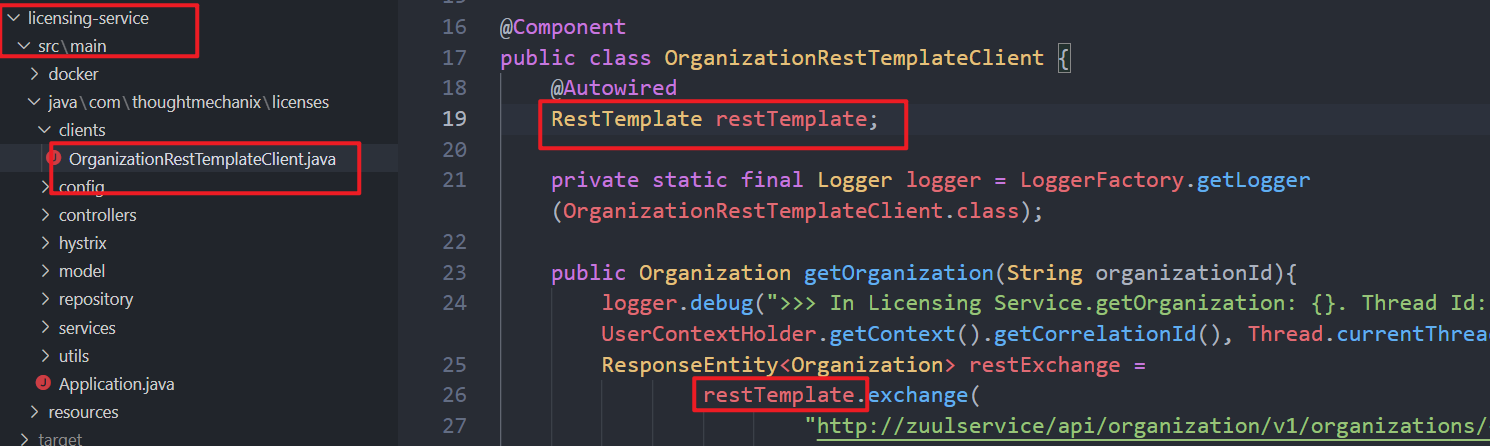 licensing-service
src\main
docker
java\com\thoughtmechanix\licenses
clients
OrganizationRestTemplateClient.java
config
controllers
hystrix
model
repository
services
utils
Application.java
resources
target
16 @Component
17 public class OrganizationRestTemplateClient {
18 @Autowired
19 RestTemplate restTemplate;
20
21 private static final Logger logger = LoggerFactory.getLogger
(OrganizationRestTemplateClient.class);
22
23 public Organization getOrganization(String organizationId){
24 logger.debug(">>> In Licensing Service.getOrganization: {}. Thread Id:
UserContextHolder.getContext().getCorrelationId(), Thread.currentThrea
25 ResponseEntity<Organization> restExchange =
26 restTemplate.exchange(
27 "http://zuulservice/api/organization/v1/organizations/